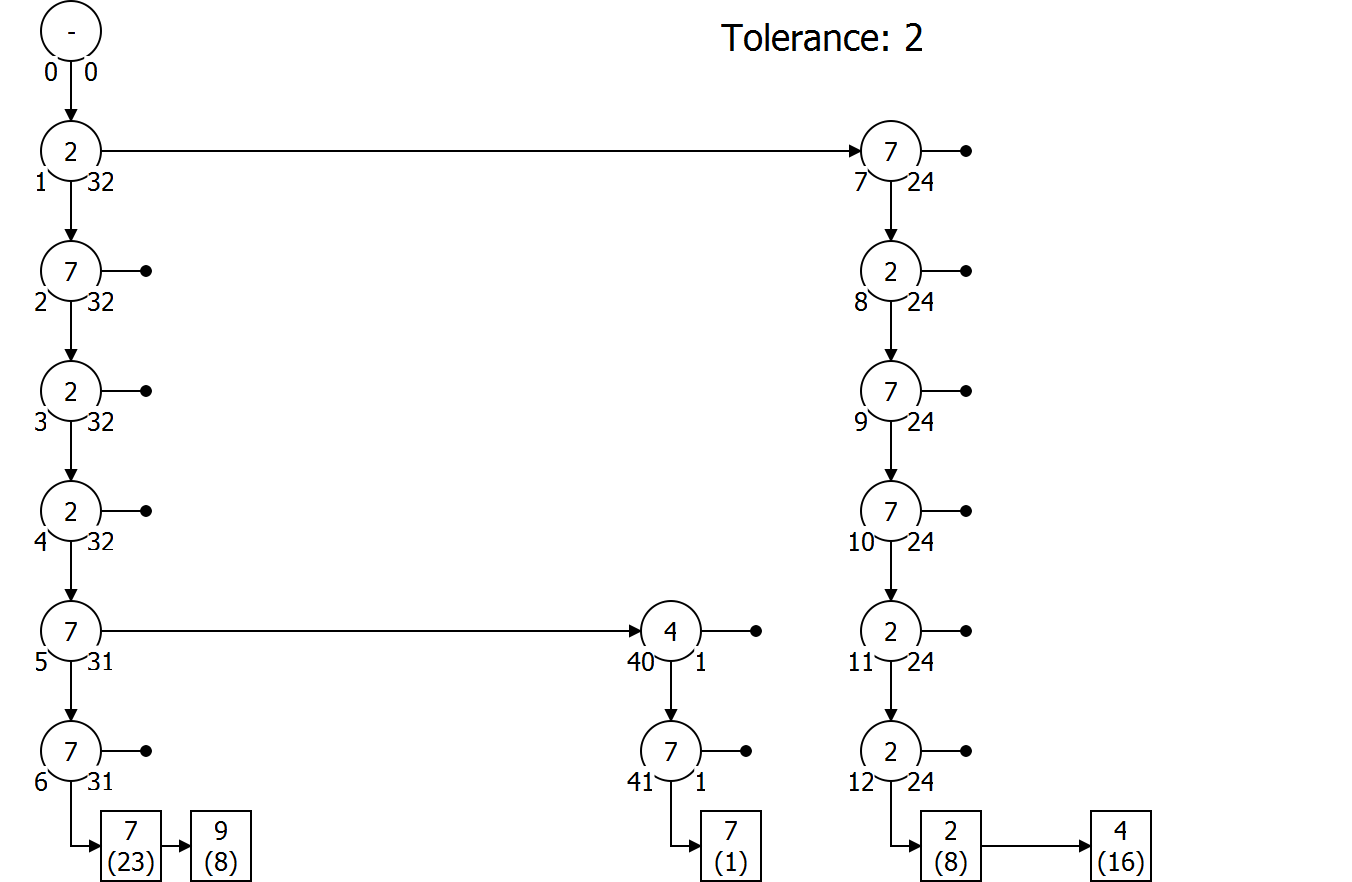 -
Tolerance: 2
0 0
2 7
1 32 7 24
7 2
2 32 8 24
2 7
3 32 9 24
2 7
4 32 10 24
7 4 2
5 31 40 1 11 24
7 7 2
6 31 41 1 12 24
7 9 7 2 4
(23) (8) (1) (8) (16)